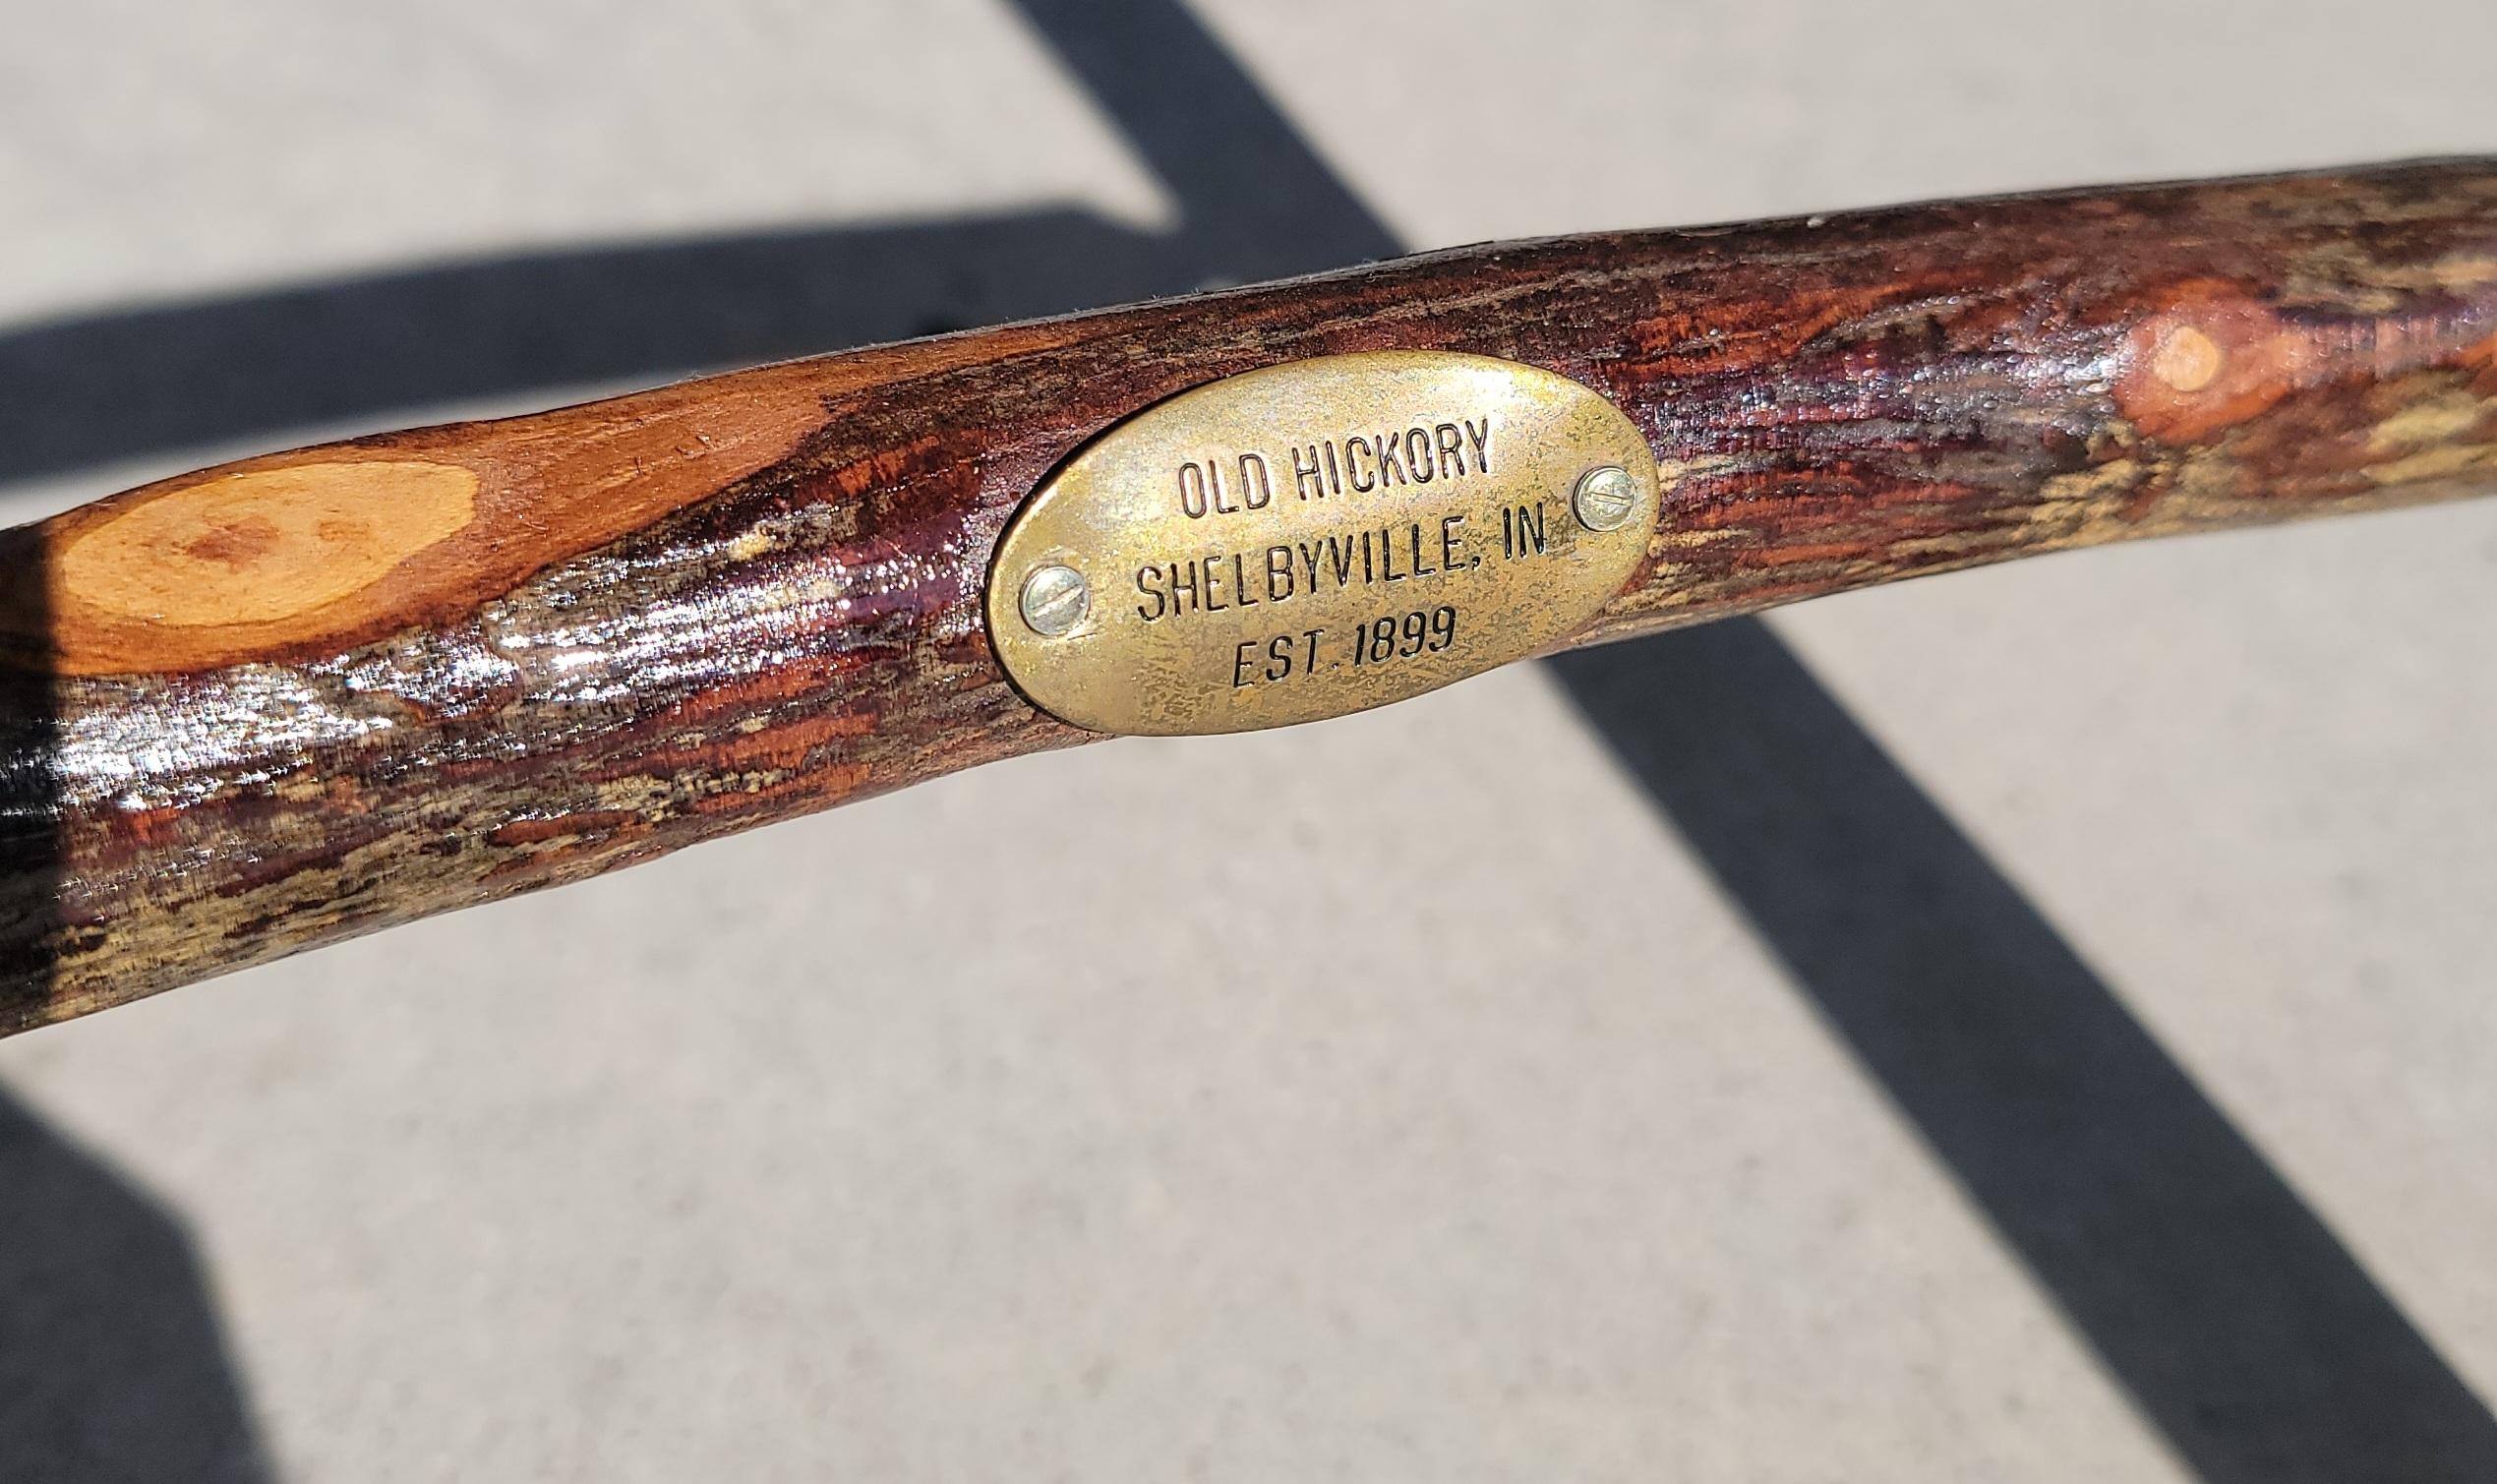 OLD HICKORY
SHELBYVILLE, IN
EST. 1899